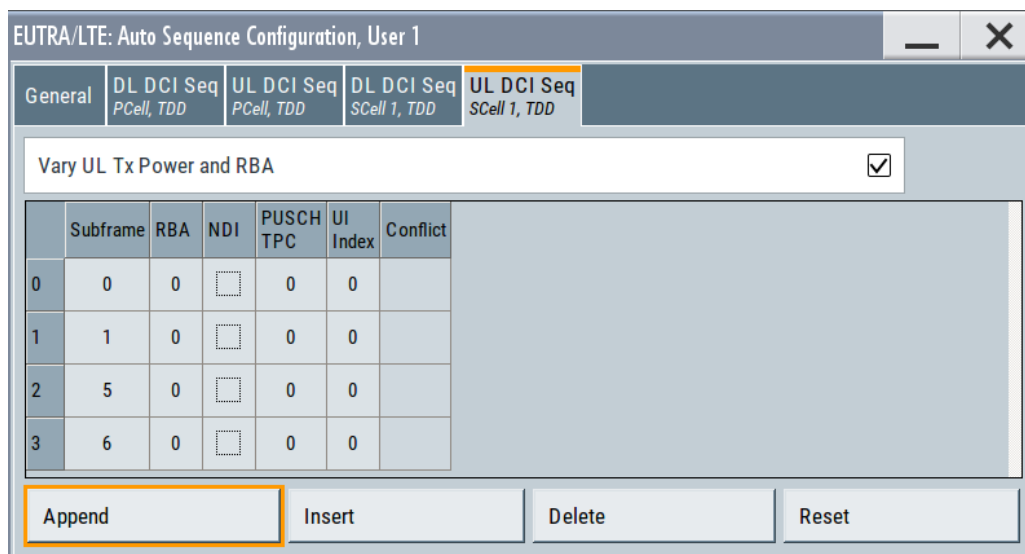 EUTRA/LTE: Auto Sequence Configuration, User 1
General
DL DCI Seq
PCell, TDD
UL DCI Seq
PCell, TDD
DL DCI Seq
SCell 1, TDD
UL DCI Seq
SCell 1, TDD
Vary UL Tx Power and RBA
Subframe RBA NDI PUSCH TPC UI Index Conflict
0 0 0 0 0
1 1 0 0 0
2 5 0 0 0
3 6 0 0 0
Append Insert Delete Reset